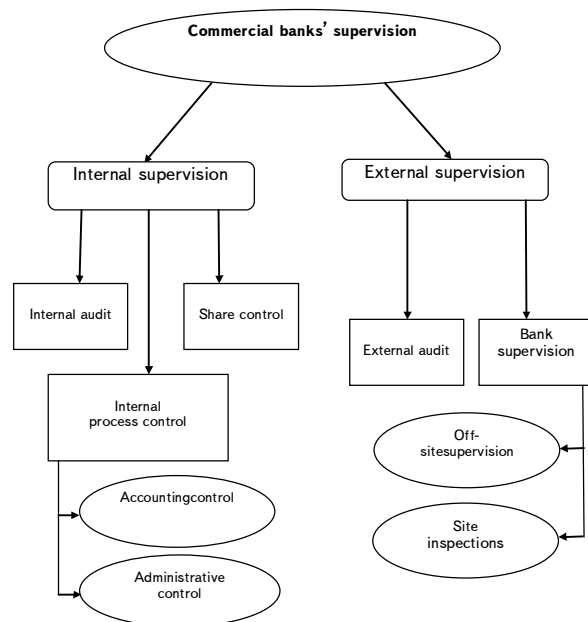 Commercial banks' supervision
Internal supervision
External supervision
Internal audit
Share control
External audit
Bank
supervision
Internal
process control
Off-
sitesupervision
Accountingcontrol
Site
inspections
Administrative
control